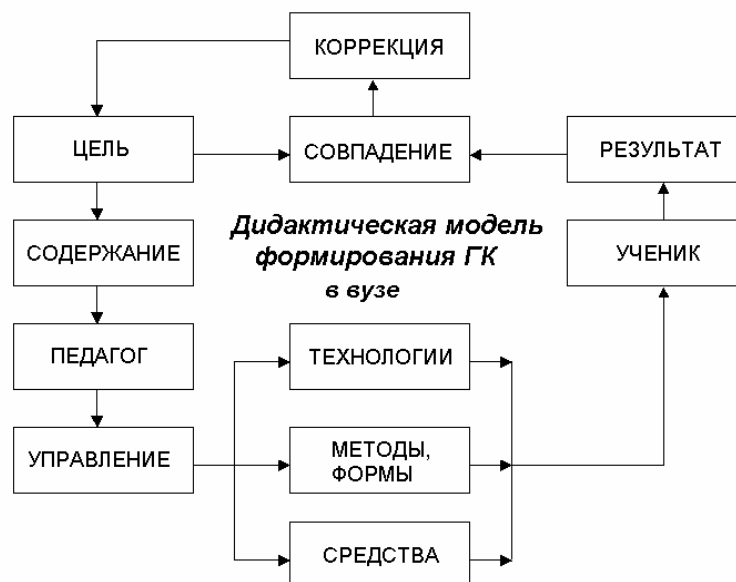 КОРРЕКЦИЯ
ЦЕЛЬ
СОВПАДЕНИЕ
РЕЗУЛЬТАТ
СОДЕРЖАНИЕ
Дидактическая модель
формирования ГК
в вузе
УЧЕНИК
ПЕДАГОГ
ТЕХНОЛОГИИ
УПРАВЛЕНИЕ
МЕТОДЫ,
ФОРМЫ
СРЕДСТВА